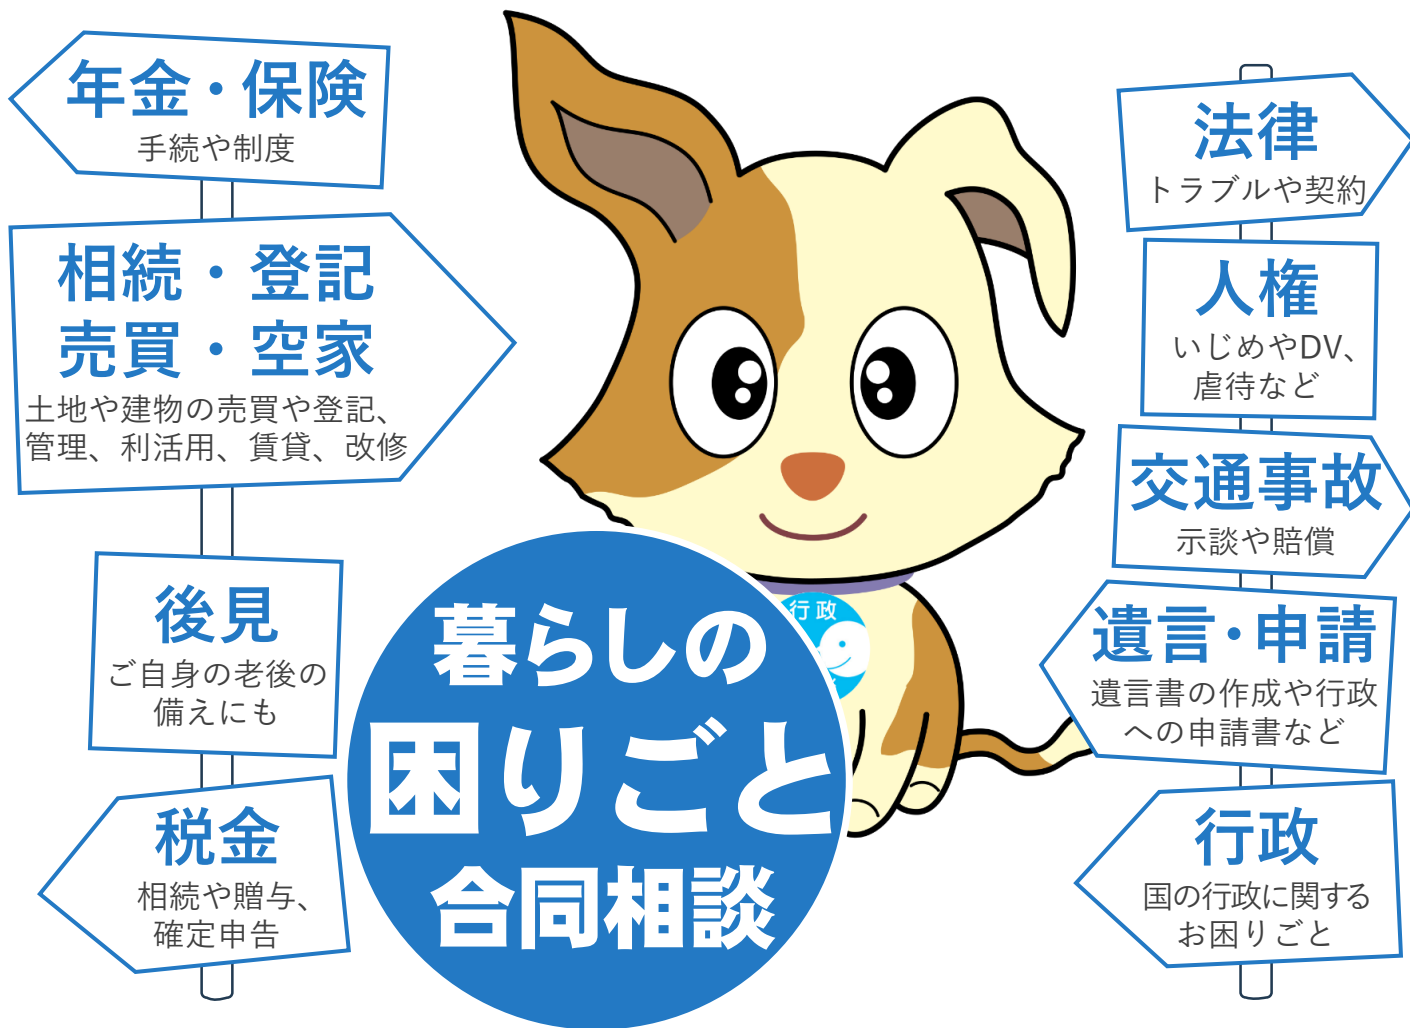 年金・保険
手続や制度
相続・登記
売買・空家
土地や建物の売買や登記、
管理、利活用、賃貸、改修
後見
ご自身の老後の
備えにも
税金
相続や贈与、
確定申告
暮らしの
困りごと
合同相談
行政
法律
トラブルや契約
人権
いじめやDV、
虐待など
交通事故
示談や賠償
遺言・申請
遺言書の作成や行政
への申請書など
行政
国の行政に関する
お困りごと